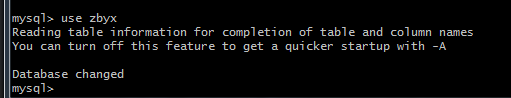 mysql> use zbyx
Reading table information for completion of table and column names
You can turn off this feature to get a quicker startup with -A
Database changed
mysql>